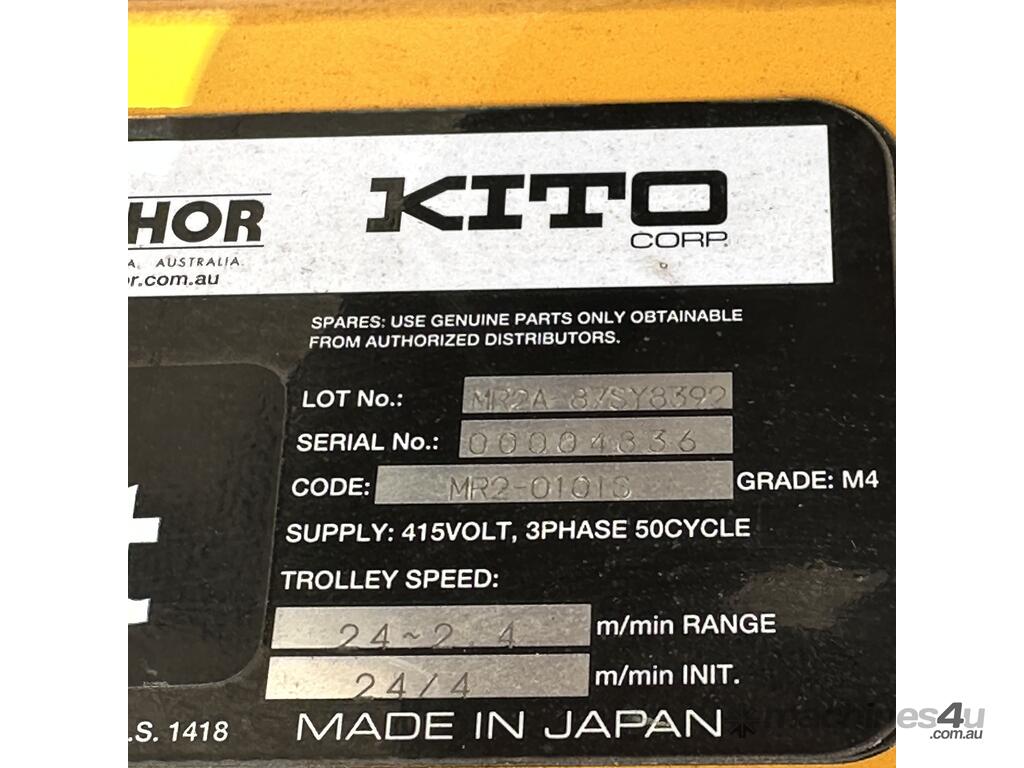 HOR
A, AUSTRALIA
r.com.au
KITO
CORP.
SPARES: USE GENUINE PARTS ONLY OBTAINABLE
FROM AUTHORIZED DISTRIBUTORS.
LOT No.: MR2A-87SY8392
SERIAL No.: 00004836
CODE: MR2-0101S GRADE: M4
SUPPLY: 415VOLT, 3PHASE 50CYCLE
TROLLEY SPEED:
24~2.4 m/min RANGE
24/4 m/min INIT.
t
.S. 1418
MADE IN JAPAN
machines4u
.com.au